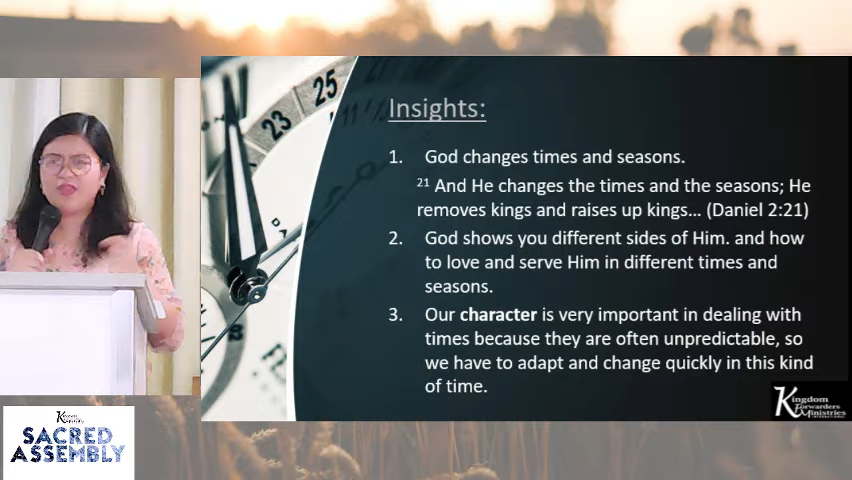 Insights:
1. God changes times and seasons.
21 And He changes the times and the seasons; He
removes kings and raises up kings... (Daniel 2:21)
2. God shows you different sides of Him. and how
to love and serve Him in different times and
seasons.
3. Our character is very important in dealing with
times because they are often unpredictable, so
we have to adapt and change quickly in this kind
of time.
23
25
Kingdom
Forwarders
Ministries
INTERNATIONAL
SACRED
ASSEMBLY